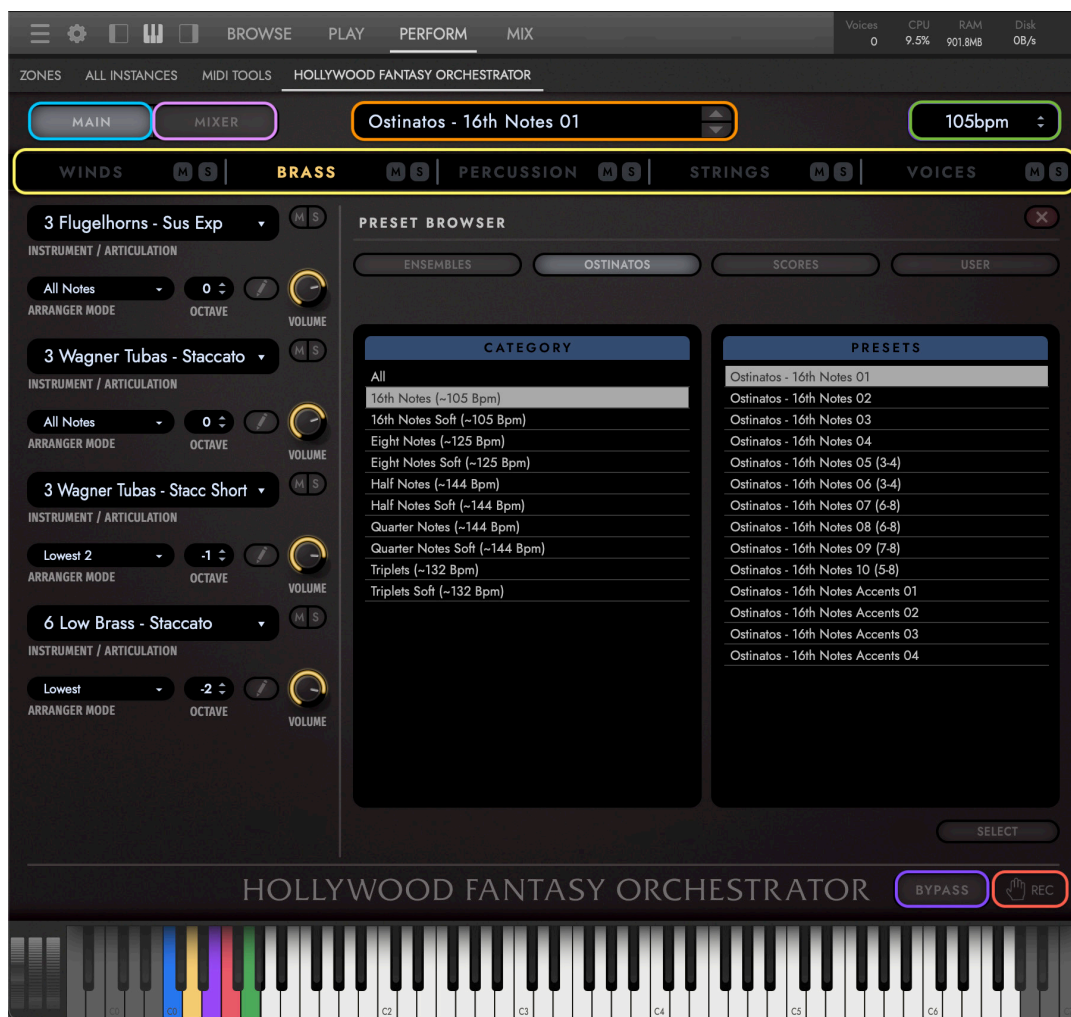 BROWSE PLAY PERFORM MIX
Voices CPU RAM Disk
0 9.5% 901.8MB 0B/s
ZONES ALL INSTANCES MIDI TOOLS HOLLYWOOD FANTASY ORCHESTRATOR
MAIN MIXER Ostinatos - 16th Notes 01 105bpm
WINDS M S BRASS M S PERCUSSION M S STRINGS M S VOICES M S
3 Flugelhorns - Sus Exp M S
INSTRUMENT / ARTICULATION
All Notes 0
ARRANGER MODE OCTAVE VOLUME
3 Wagner Tubas - Staccato M S
INSTRUMENT / ARTICULATION
All Notes 0
ARRANGER MODE OCTAVE VOLUME
3 Wagner Tubas - Stacc Short M S
INSTRUMENT / ARTICULATION
Lowest 2 -1
ARRANGER MODE OCTAVE VOLUME
6 Low Brass - Staccato M S
INSTRUMENT / ARTICULATION
Lowest -2
ARRANGER MODE OCTAVE VOLUME
PRESET BROWSER X
ENSEMBLES OSTINATOS SCORES USER
CATEGORY
All
16th Notes (~105 Bpm)
16th Notes Soft (~105 Bpm)
Eight Notes (~125 Bpm)
Eight Notes Soft (~125 Bpm)
Half Notes (~144 Bpm)
Half Notes Soft (~144 Bpm)
Quarter Notes (~144 Bpm)
Quarter Notes Soft (~144 Bpm)
Triplets (~132 Bpm)
Triplets Soft (~132 Bpm)
PRESETS
Ostinatos - 16th Notes 01
Ostinatos - 16th Notes 02
Ostinatos - 16th Notes 03
Ostinatos - 16th Notes 04
Ostinatos - 16th Notes 05 (3-4)
Ostinatos - 16th Notes 06 (3-4)
Ostinatos - 16th Notes 07 (6-8)
Ostinatos - 16th Notes 08 (6-8)
Ostinatos - 16th Notes 09 (7-8)
Ostinatos - 16th Notes 10 (5-8)
Ostinatos - 16th Notes Accents 01
Ostinatos - 16th Notes Accents 02
Ostinatos - 16th Notes Accents 03
Ostinatos - 16th Notes Accents 04
SELECT
HOLLYWOOD FANTASY ORCHESTRATOR BYPASS REC
C0 C0 C2 C3 C4 C5 C6